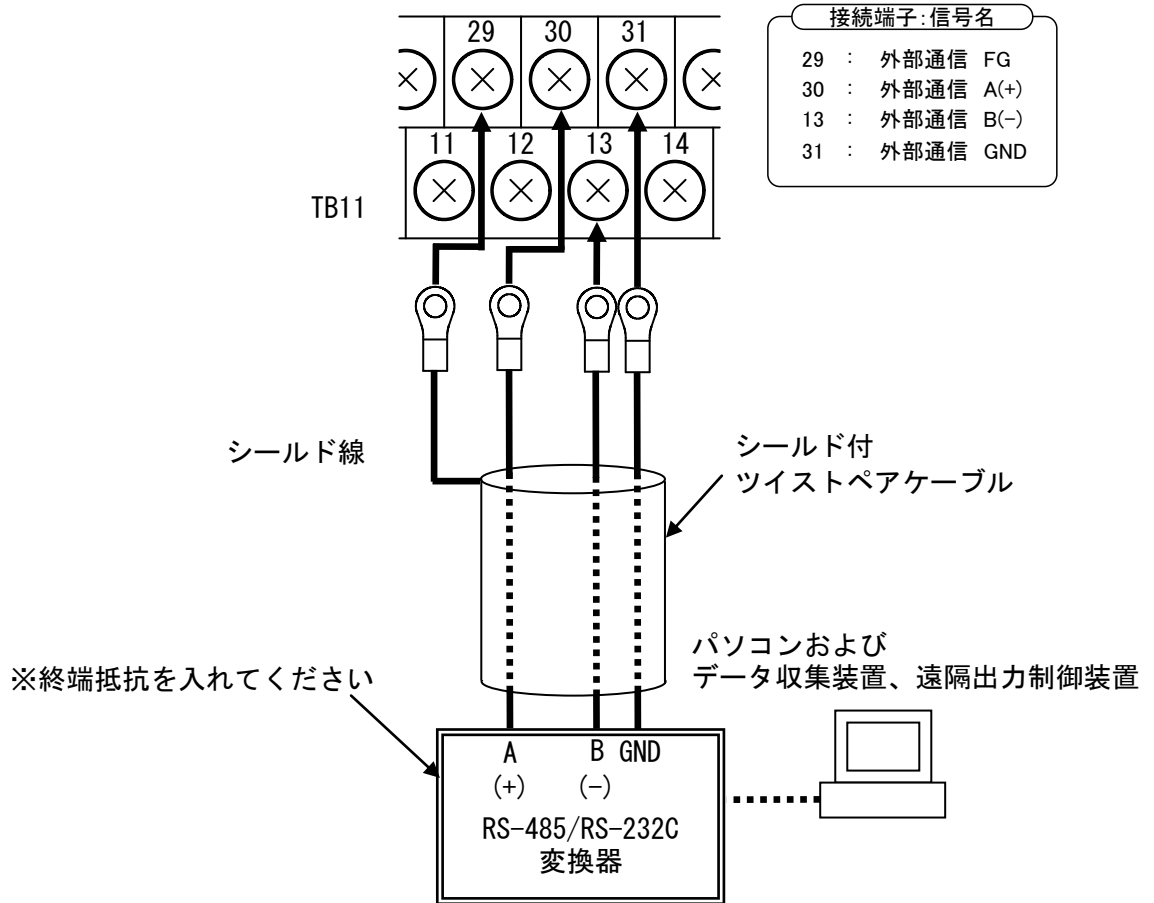 29 30 31
接続端子:信号名
29 : 外部通信 FG
30 : 外部通信 A(+)
13 : 外部通信 B(−)
31 : 外部通信 GND
11 12 13 14
TB11
シールド線
シールド付
ツイストペアケーブル
パソコンおよび
データ収集装置、遠隔出力制御装置
※終端抵抗を入れてください
A B GND
(+) (−)
RS-485/RS-232C
変換器